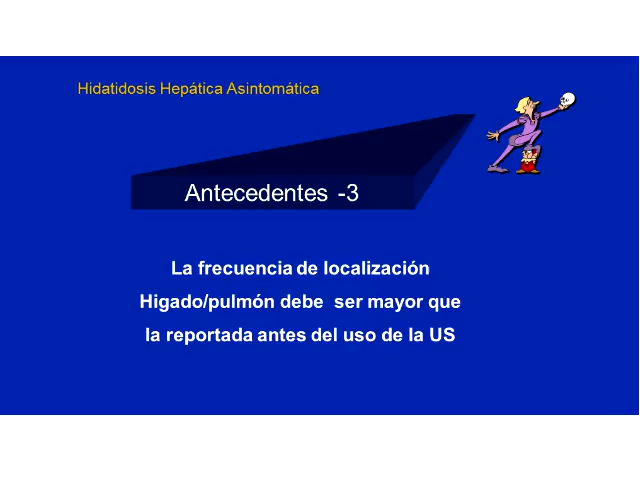 Hidatidosis Hepática Asintomática
Antecedentes -3
La frecuencia de localización
Higado/pulmón debe ser mayor que
la reportada antes del uso de la US